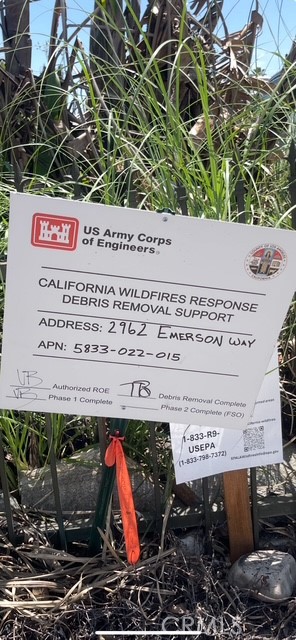 US Army Corps
of Engineers®
CALIFORNIA WILDFIRES RESPONSE
DEBRIS REMOVAL SUPPORT
ADDRESS: 2962 EMERSON WAY
APN: 5833-022-015
VB Authorized ROE TB Debris Removal Complete
VB Phase 1 Complete Phase 2 Complete (FSO)
1-833-R9-
USEPA
(1-833-798-7372)
CRMLS